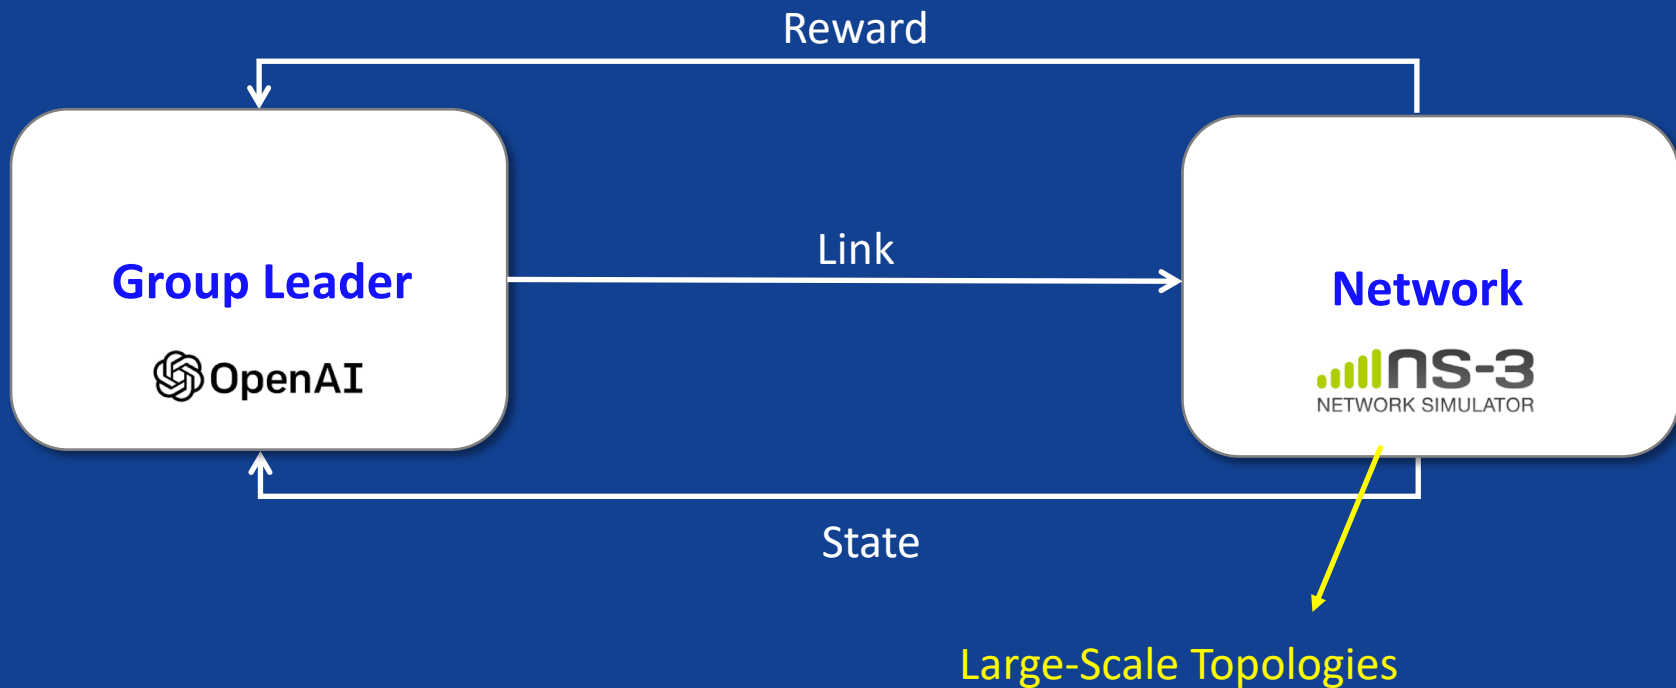 Reward
Group Leader
OpenAI
Link
Network
ns-3
NETWORK SIMULATOR
State
Large-Scale Topologies